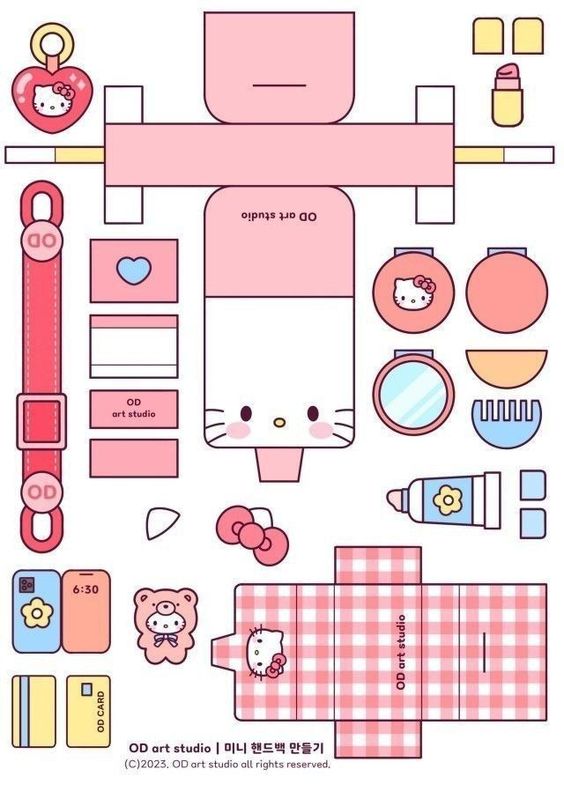 OD art studio
OD
OD
art studio
OD
6:30
OD art studio
OD CARD
OD art studio | 미니 핸드백 만들기
(C)2023. OD art studio all rights reserved.